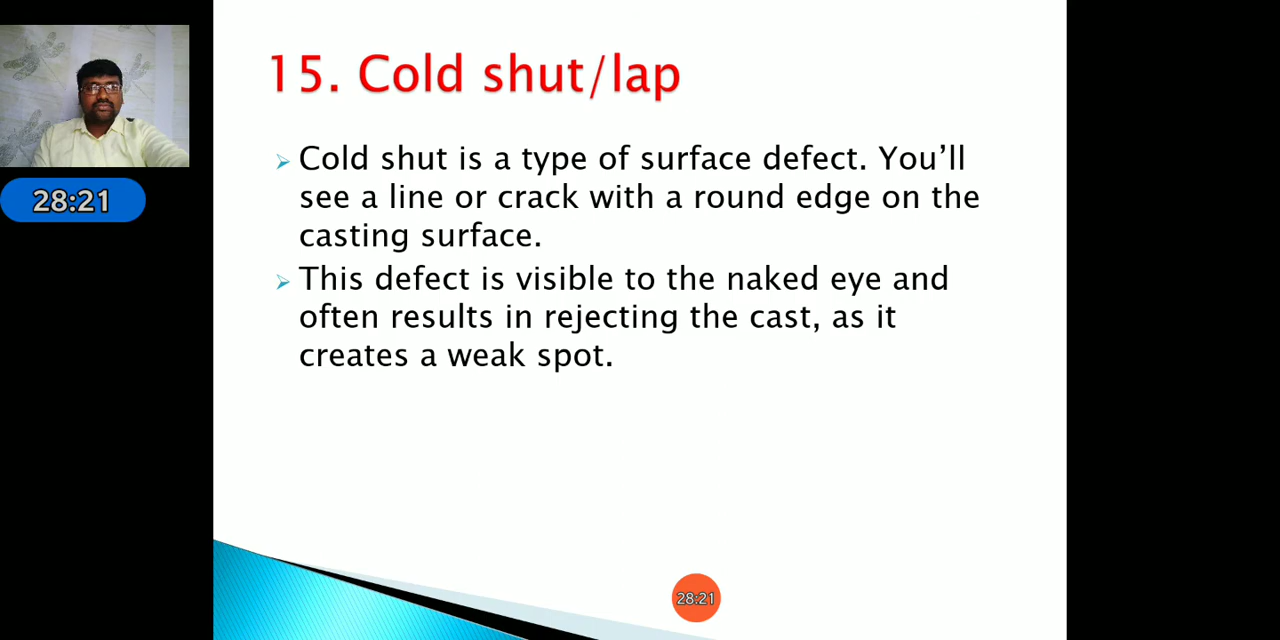 15. Cold shut/lap
28:21
Cold shut is a type of surface defect. You’ll
see a line or crack with a round edge on the
casting surface.
This defect is visible to the naked eye and
often results in rejecting the cast, as it
creates a weak spot.
28:21